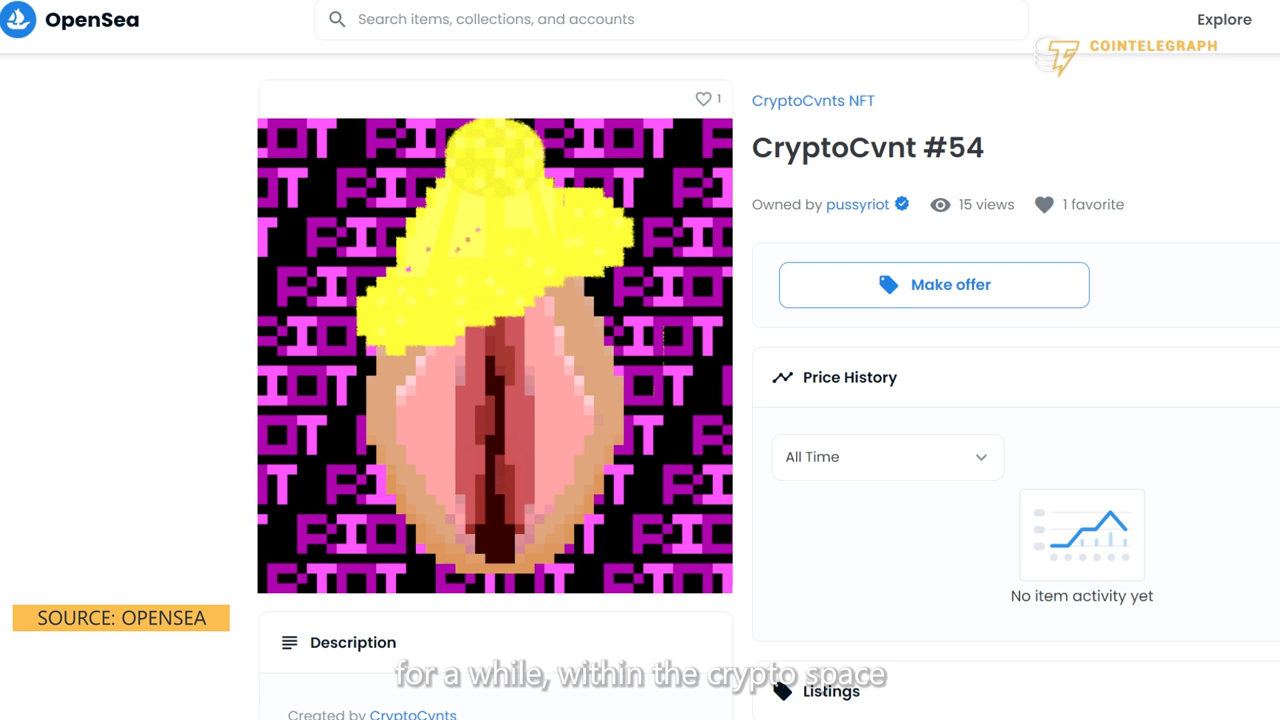 OpenSea
Search items, collections, and accounts
Explore
COINTELEGRAPH
1
CryptoCvnts NFT
CryptoCvnt #54
Owned by pussyriot
15 views
1 favorite
Make offer
Price History
All Time
No item activity yet
RIOT
SOURCE: OPENSEA
Description
for a while, within the crypto space
Listings
Created by CryptoCvnts